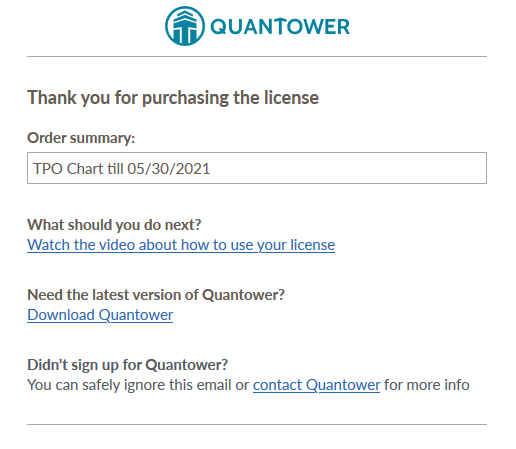 QUANTOWER
Thank you for purchasing the license
Order summary:
TPO Chart till 05/30/2021
What should you do next?
Watch the video about how to use your license
Need the latest version of Quantower?
Download Quantower
Didn't sign up for Quantower?
You can safely ignore this email or contact Quantower for more info